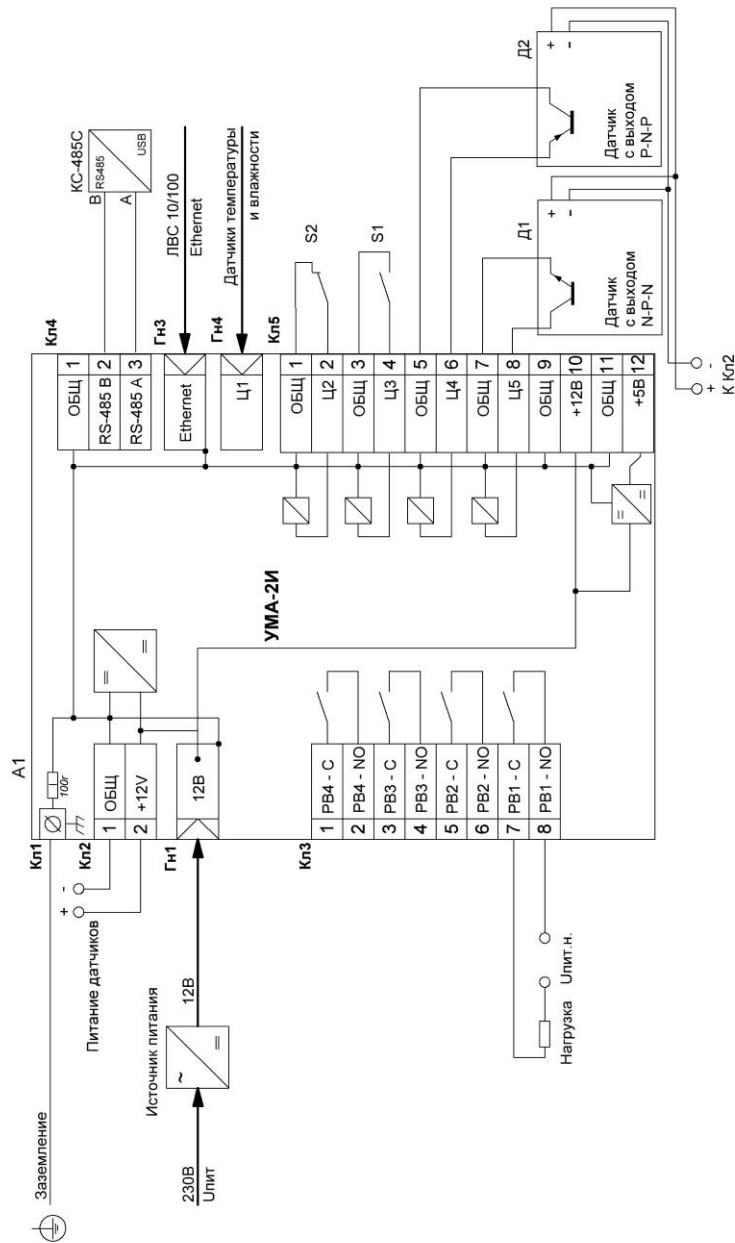 А1
Заземление
Кл1
100r
Питание датчиков
+
-
Кл2
1 ОБЩ
2 +12V
Источник питания
230В
Uпит
~
=
12В
Гн1
12В
=
=
УМА-2И
Кл3
1 РВ4 - С
2 РВ4 - NO
3 РВ3 - С
4 РВ3 - NO
5 РВ2 - С
6 РВ2 - NO
7 РВ1 - С
8 РВ1 - NO
Нагрузка
Uпит.н.
Кл4
ОБЩ 1
RS-485 B 2
RS-485 A 3
КС-485С
B
A
RS485
USB
Гн3
Ethernet
ЛВС 10/100
Ethernet
Гн4
Ц1
Датчики температуры
и влажности
Кл5
ОБЩ 1
Ц2 2
ОБЩ 3
Ц3 4
ОБЩ 5
Ц4 6
ОБЩ 7
Ц5 8
ОБЩ 9
+12В 10
ОБЩ 11
+5В 12
=
=
S2
S1
Д1
+
-
Датчик
с выходом
N-P-N
Д2
+
-
Датчик
с выходом
P-N-P
+ -
К Кл2